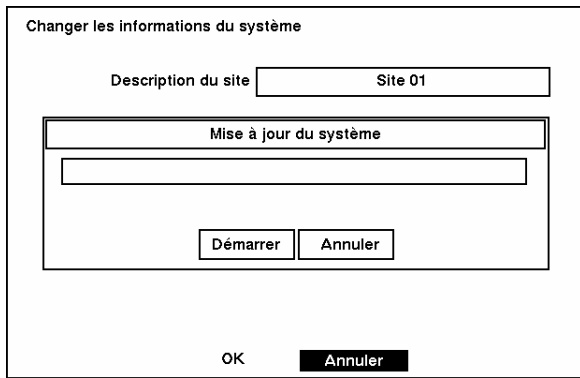 Changer les informations du système
Description du site Site 01
Mise à jour du système
Démarrer Annuler
OK Annuler